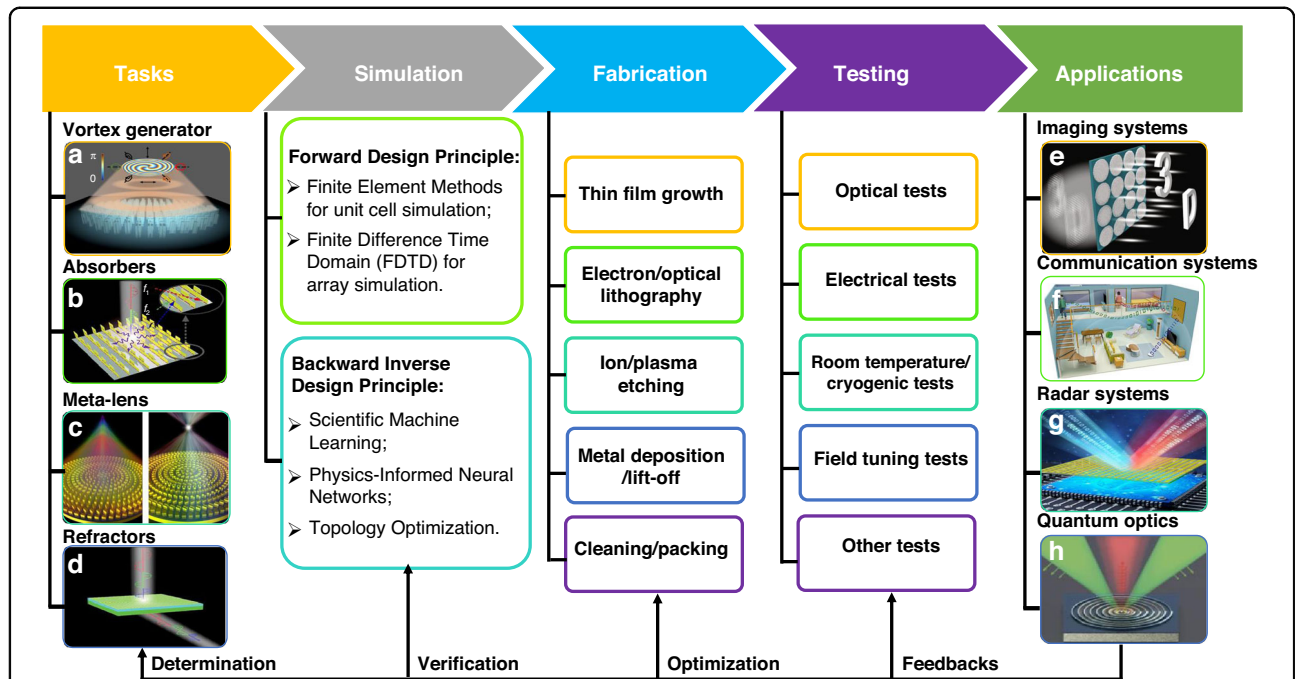 Tasks
Simulation
Fabrication
Testing
Applications
Vortex generator
a
π
0
Absorbers
b
f1
f2
Meta-lens
c
Refractors
d
Forward Design Principle:
➢ Finite Element Methods
for unit cell simulation;
➢ Finite Difference Time
Domain (FDTD) for
array simulation.
Backward Inverse
Design Principle:
➢ Scientific Machine
Learning;
➢ Physics-Informed Neural
Networks;
➢ Topology Optimization.
Thin film growth
Electron/optical
lithography
Ion/plasma
etching
Metal deposition
/lift-off
Cleaning/packing
Optical tests
Electrical tests
Room temperature/
cryogenic tests
Field tuning tests
Other tests
Imaging systems
e
3
D
Communication systems
f
Radar systems
g
Quantum optics
h
Determination
Verification
Optimization
Feedbacks